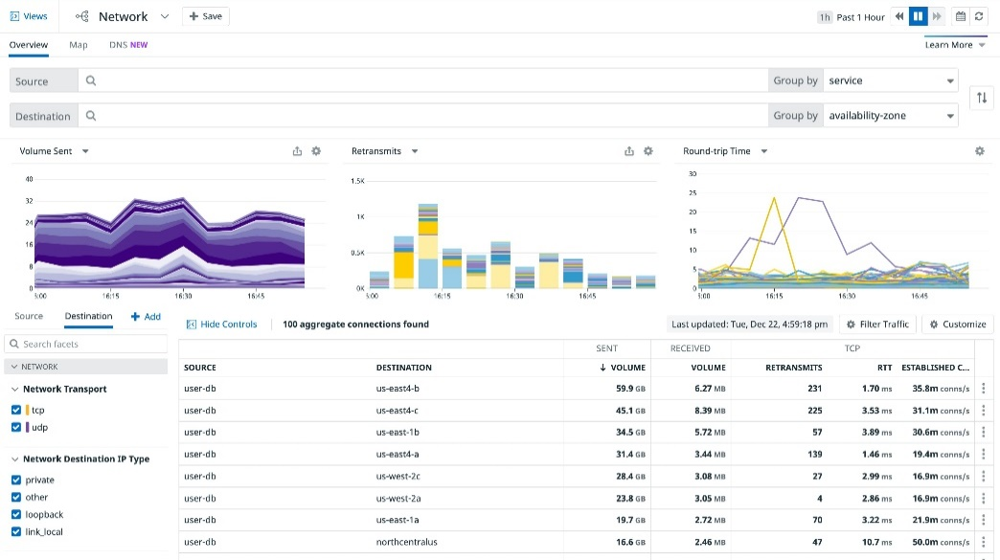 Views Network Save 1h Past 1 Hour
Overview Map DNS NEW Learn More
Source Group by service
Destination Group by availability-zone
Volume Sent Retransmits Round-trip Time
40
32
24
16
8
0
16:15 16:30 16:45
1.5K
1K
0.5K
0K
16:15 16:30 16:45
30
25
20
15
10
5
0
16:15 16:30 16:45
Source Destination + Add
Hide Controls 100 aggregate connections found Last updated: Tue, Dec 22, 4:59:18 pm Filter Traffic Customize
Search facets
NETWORK
Network Transport
tcp
udp
Network Destination IP Type
private
other
loopback
link_local
SENT RECEIVED TCP
SOURCE DESTINATION ↓ VOLUME VOLUME RETRANSMITS RTT ESTABLISHED C...
user-db us-east4-b 59.9 GB 6.27 MB 231 1.70 ms 35.8m conns/s
user-db us-east4-c 45.1 GB 8.39 MB 225 3.53 ms 31.1m conns/s
user-db us-east-1b 34.5 GB 5.72 MB 57 3.89 ms 30.6m conns/s
user-db us-east4-a 31.4 GB 3.44 MB 139 1.46 ms 19.4m conns/s
user-db us-west-2c 28.4 GB 3.08 MB 27 2.99 ms 16.9m conns/s
user-db us-west-2a 23.8 GB 3.05 MB 4 2.86 ms 16.9m conns/s
user-db us-east-1a 19.7 GB 2.72 MB 70 3.22 ms 21.9m conns/s
user-db northcentralus 16.6 GB 2.46 MB 47 10.7 ms 50.0m conns/s